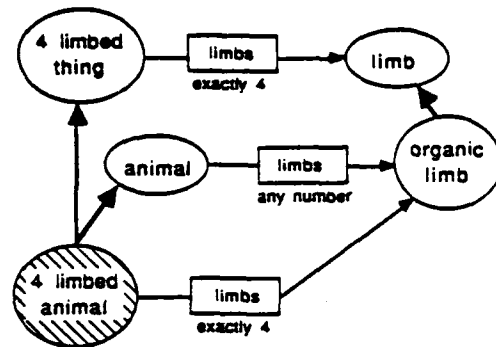 4 limbed
thing
limbs
exactly 4
limb
animal
limbs
any number
organic
limb
4 limbed
animal
limbs
exactly 4